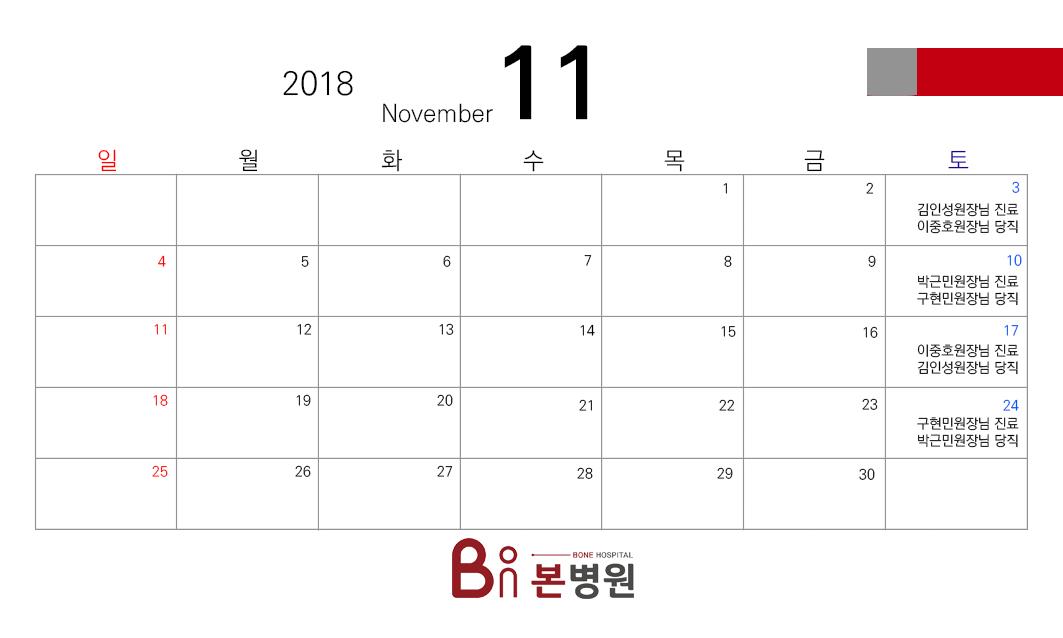 2018
November
11
일 월 화 수 목 금 토
1 2 3
김인성원장님 진료
이중호원장님 당직
4 5 6 7 8 9 10
박근민원장님 진료
구현민원장님 당직
11 12 13 14 15 16 17
이중호원장님 진료
김인성원장님 당직
18 19 20 21 22 23 24
구현민원장님 진료
박근민원장님 당직
25 26 27 28 29 30
BONE HOSPITAL
Bon 본병원